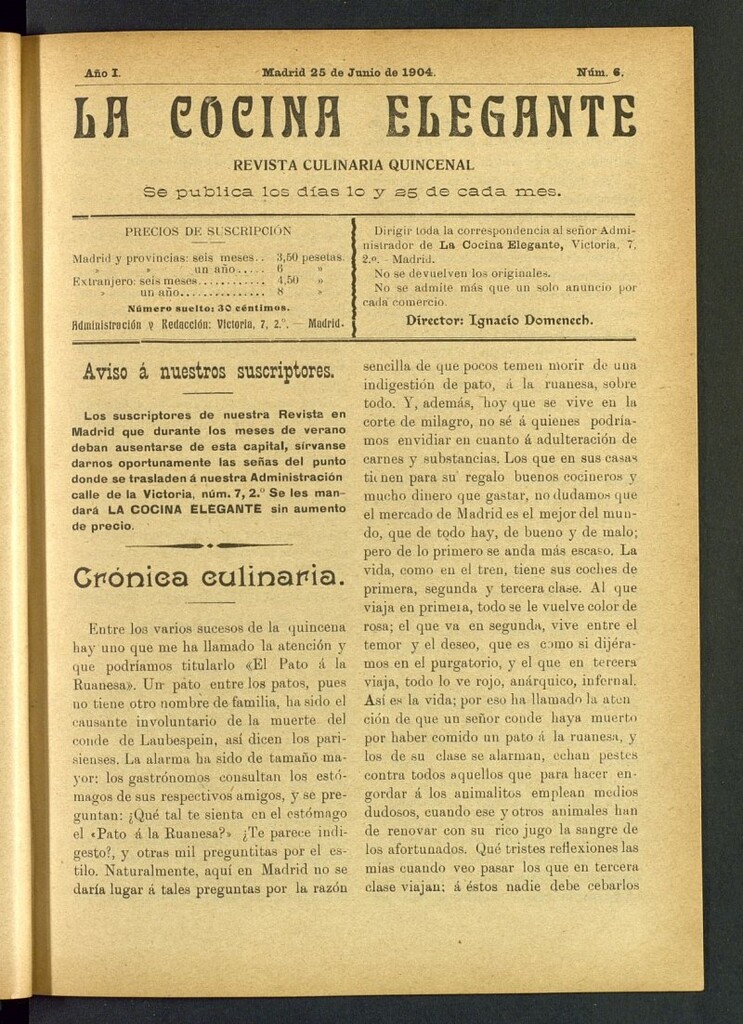 Año I.
Madrid 25 de Junio de 1904.
Núm. 6.
LA COCINA ELEGANTE
REVISTA CULINARIA QUINCENAL
Se publica los días 10 y 25 de cada mes.
PRECIOS DE SUSCRIPCIÓN
Madrid y provincias: seis meses.. 3,50 pesetas.
» » un año..... 6 »
Extranjero: seis meses............ 4,50 »
» un año............... 8 »
Número suelto: 30 céntimos.
Administración y Redacción: Victoria, 7, 2.º. — Madrid.
Dirigir toda la correspondencia al señor Admi-
nistrador de La Cocina Elegante, Victoria, 7,
2.º. - Madrid.
No se devuelven los originales.
No se admite más que un solo anuncio por
cada comercio.
Director: Ignacio Domenech.
Aviso á nuestros suscriptores.
Los suscriptores de nuestra Revista en
Madrid que durante los meses de verano
deban ausentarse de esta capital, sírvanse
darnos oportunamente las señas del punto
donde se trasladen á nuestra Administración
calle de la Victoria, núm. 7, 2.º Se les man-
dará LA COCINA ELEGANTE sin aumento
de precio.
Crónica culinaria.
Entre los varios sucesos de la quincena
hay uno que me ha llamado la atención y
que podríamos titularlo «El Pato á la
Ruanesa». Un pato entre los patos, pues
no tiene otro nombre de familia, ha sido el
causante involuntario de la muerte del
conde de Laubespein, así dicen los pari-
sienses. La alarma ha sido de tamaño ma-
yor; los gastrónomos consultan los estó-
magos de sus respectivos amigos, y se pre-
guntan: ¿Qué tal te sienta en el estómago
el «Pato á la Ruanesa?» ¿Te parece indi-
gesto?, y otras mil preguntitas por el es-
tilo. Naturalmente, aquí en Madrid no se
daría lugar á tales preguntas por la razón
sencilla de que pocos temen morir de una
indigestión de pato, á la ruanesa, sobre
todo. Y, además, hoy que se vive en la
corte de milagro, no sé á quienes podría-
mos envidiar en cuanto á adulteración de
carnes y substancias. Los que en sus casas
tienen para su regalo buenos cocineros y
mucho dinero que gastar, no dudamos que
el mercado de Madrid es el mejor del mun-
do, que de todo hay, de bueno y de malo;
pero de lo primero se anda más escaso. La
vida, como en el tren, tiene sus coches de
primera, segunda y tercera clase. Al que
viaja en primera, todo se le vuelve color de
rosa; el que va en segunda, vive entre el
temor y el deseo, que es como si dijéra-
mos en el purgatorio, y el que en tercera
viaja, todo lo ve rojo, anárquico, infernal.
Así es la vida; por eso ha llamado la aten
ción de que un señor conde haya muerto
por haber comido un pato á la ruanesa, y
los de su clase se alarman, echan pestes
contra todos aquellos que para hacer en-
gordar á los animalitos emplean medios
dudosos, cuando ese y otros animales han
de renovar con su rico jugo la sangre de
los afortunados. Qué tristes reflexiones las
mías cuando veo pasar los que en tercera
clase viajan; á éstos nadie debe cebarlos